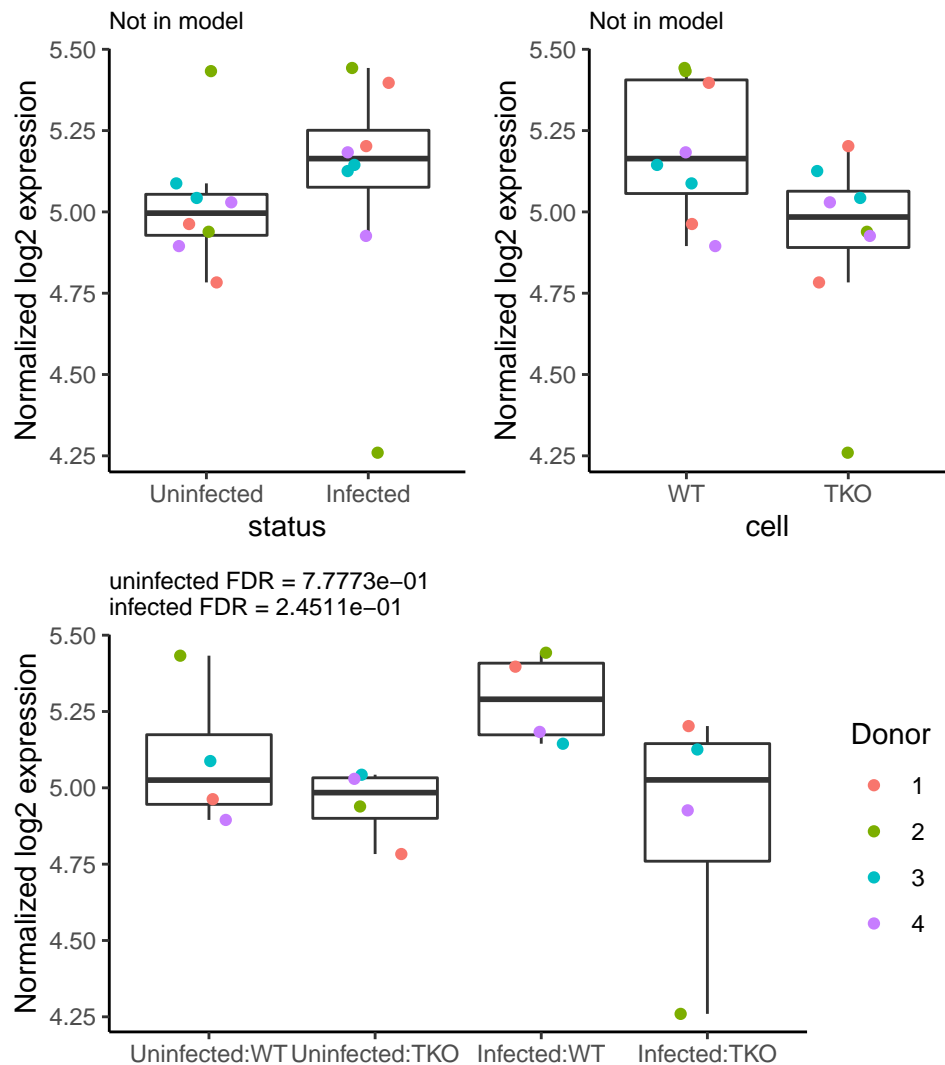 Not in model
Normalized log2 expression
5.50
5.25
5.00
4.75
4.50
4.25
Uninfected
Infected
status
Not in model
Normalized log2 expression
5.50
5.25
5.00
4.75
4.50
4.25
WT
TKO
cell
uninfected FDR = 7.7773e−01
infected FDR = 2.4511e−01
Normalized log2 expression
5.50
5.25
5.00
4.75
4.50
4.25
Uninfected:WT
Uninfected:TKO
Infected:WT
Infected:TKO
Donor
1
2
3
4